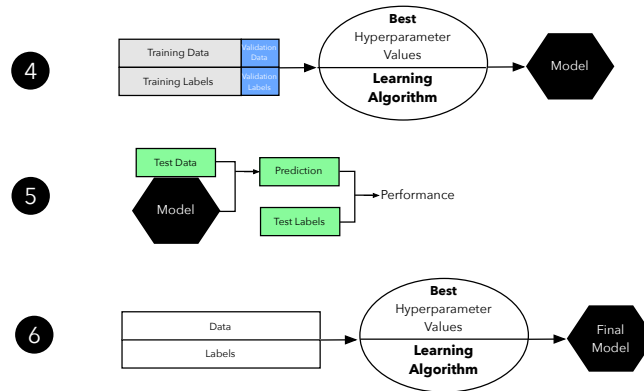 4
Training Data
Validation
Data
Training Labels
Validation
Labels
Best
Hyperparameter
Values
Learning
Algorithm
Model
5
Test Data
Model
Prediction
Test Labels
Performance
6
Data
Labels
Best
Hyperparameter
Values
Learning
Algorithm
Final
Model